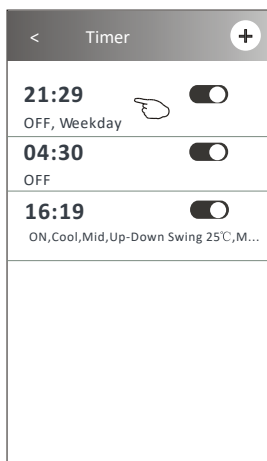 < Timer +
21:29
OFF, Weekday
04:30
OFF
16:19
ON,Cool,Mid,Up-Down Swing 25℃,M...